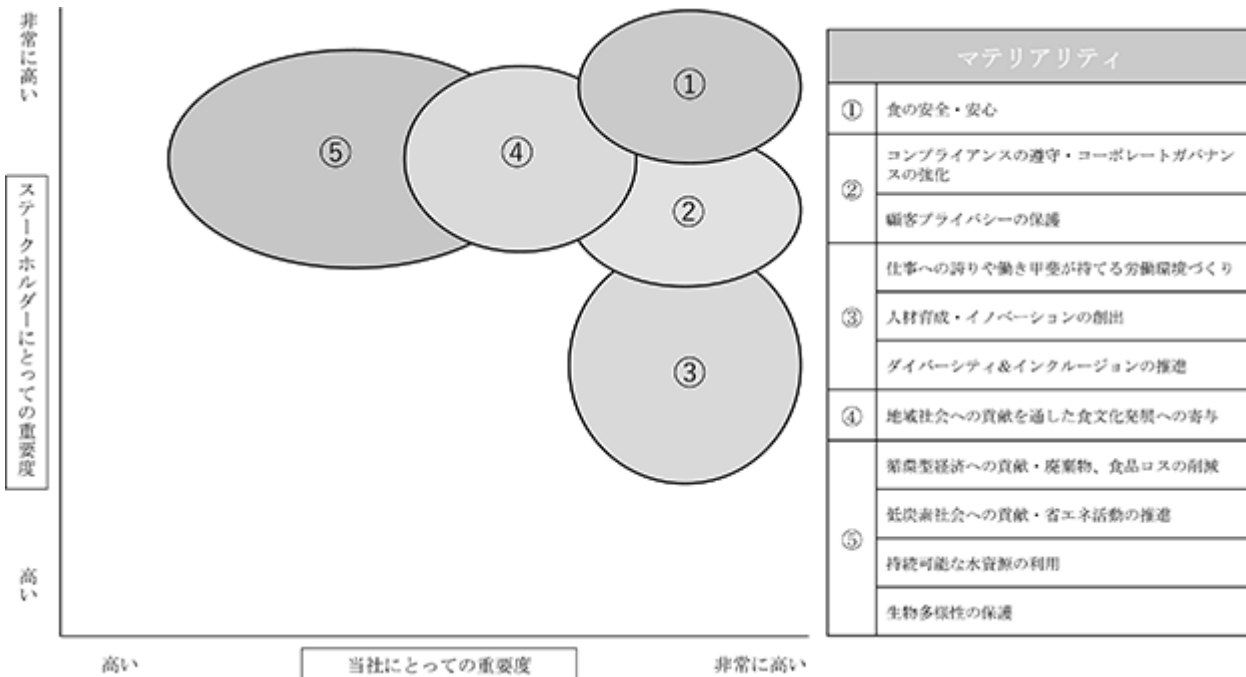 非常に高い
ステークホルダーにとっての重要度
高い
①
②
③
④
⑤
高い
当社にとっての重要度
非常に高い
マテリアリティ
① 食の安全・安心
② コンプライアンスの遵守・コーポレートガバナン
スの強化
顧客プライバシーの保護
③ 仕事への誇りや働き甲斐が持てる労働環境づくり
人材育成・イノベーションの創出
ダイバーシティ&インクルージョンの推進
④ 地域社会への貢献を通した食文化発展への寄与
⑤ 循環型経済への貢献・廃棄物、食品ロスの削減
低炭素社会への貢献・省エネ活動の推進
持続可能な水資源の利用
生物多様性の保護